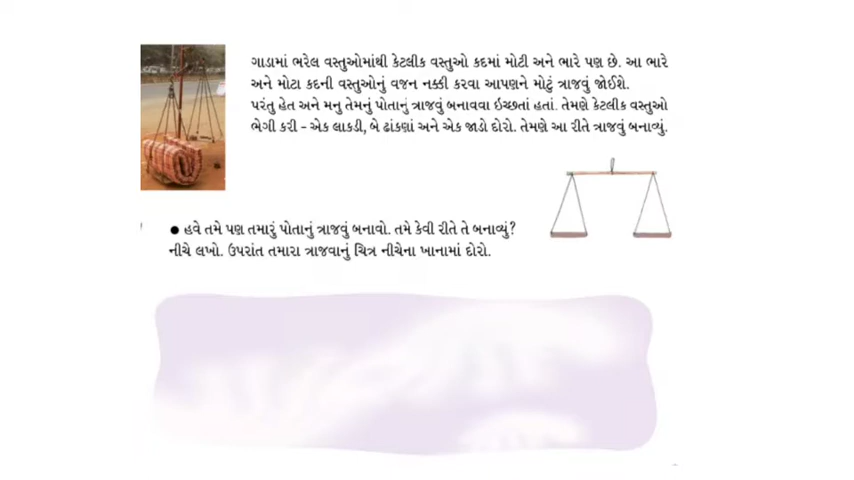 ગાડામાં ભરેલ વસ્તુઓમાંથી કેટલીક વસ્તુઓ કદમાં મોટી અને ભારે પણ છે. આ ભારે
અને મોટા કદની વસ્તુઓનું વજન નક્કી કરવા આપણને મોટું ત્રાજવું જોઈશે.
પરંતુ હેત અને મનુ તેમનું પોતાનું ત્રાજવું બનાવવા ઇચ્છતાં હતાં. તેમણે કેટલીક વસ્તુઓ
ભેગી કરી – એક લાકડી, બે ઢાંકણાં અને એક જાડો દોરો. તેમણે આ રીતે ત્રાજવું બનાવ્યું.
● હવે તમે પણ તમારું પોતાનું ત્રાજવું બનાવો. તમે કેવી રીતે તે બનાવ્યું?
નીચે લખો. ઉપરાંત તમારા ત્રાજવાનું ચિત્ર નીચેના ખાનામાં દોરો.